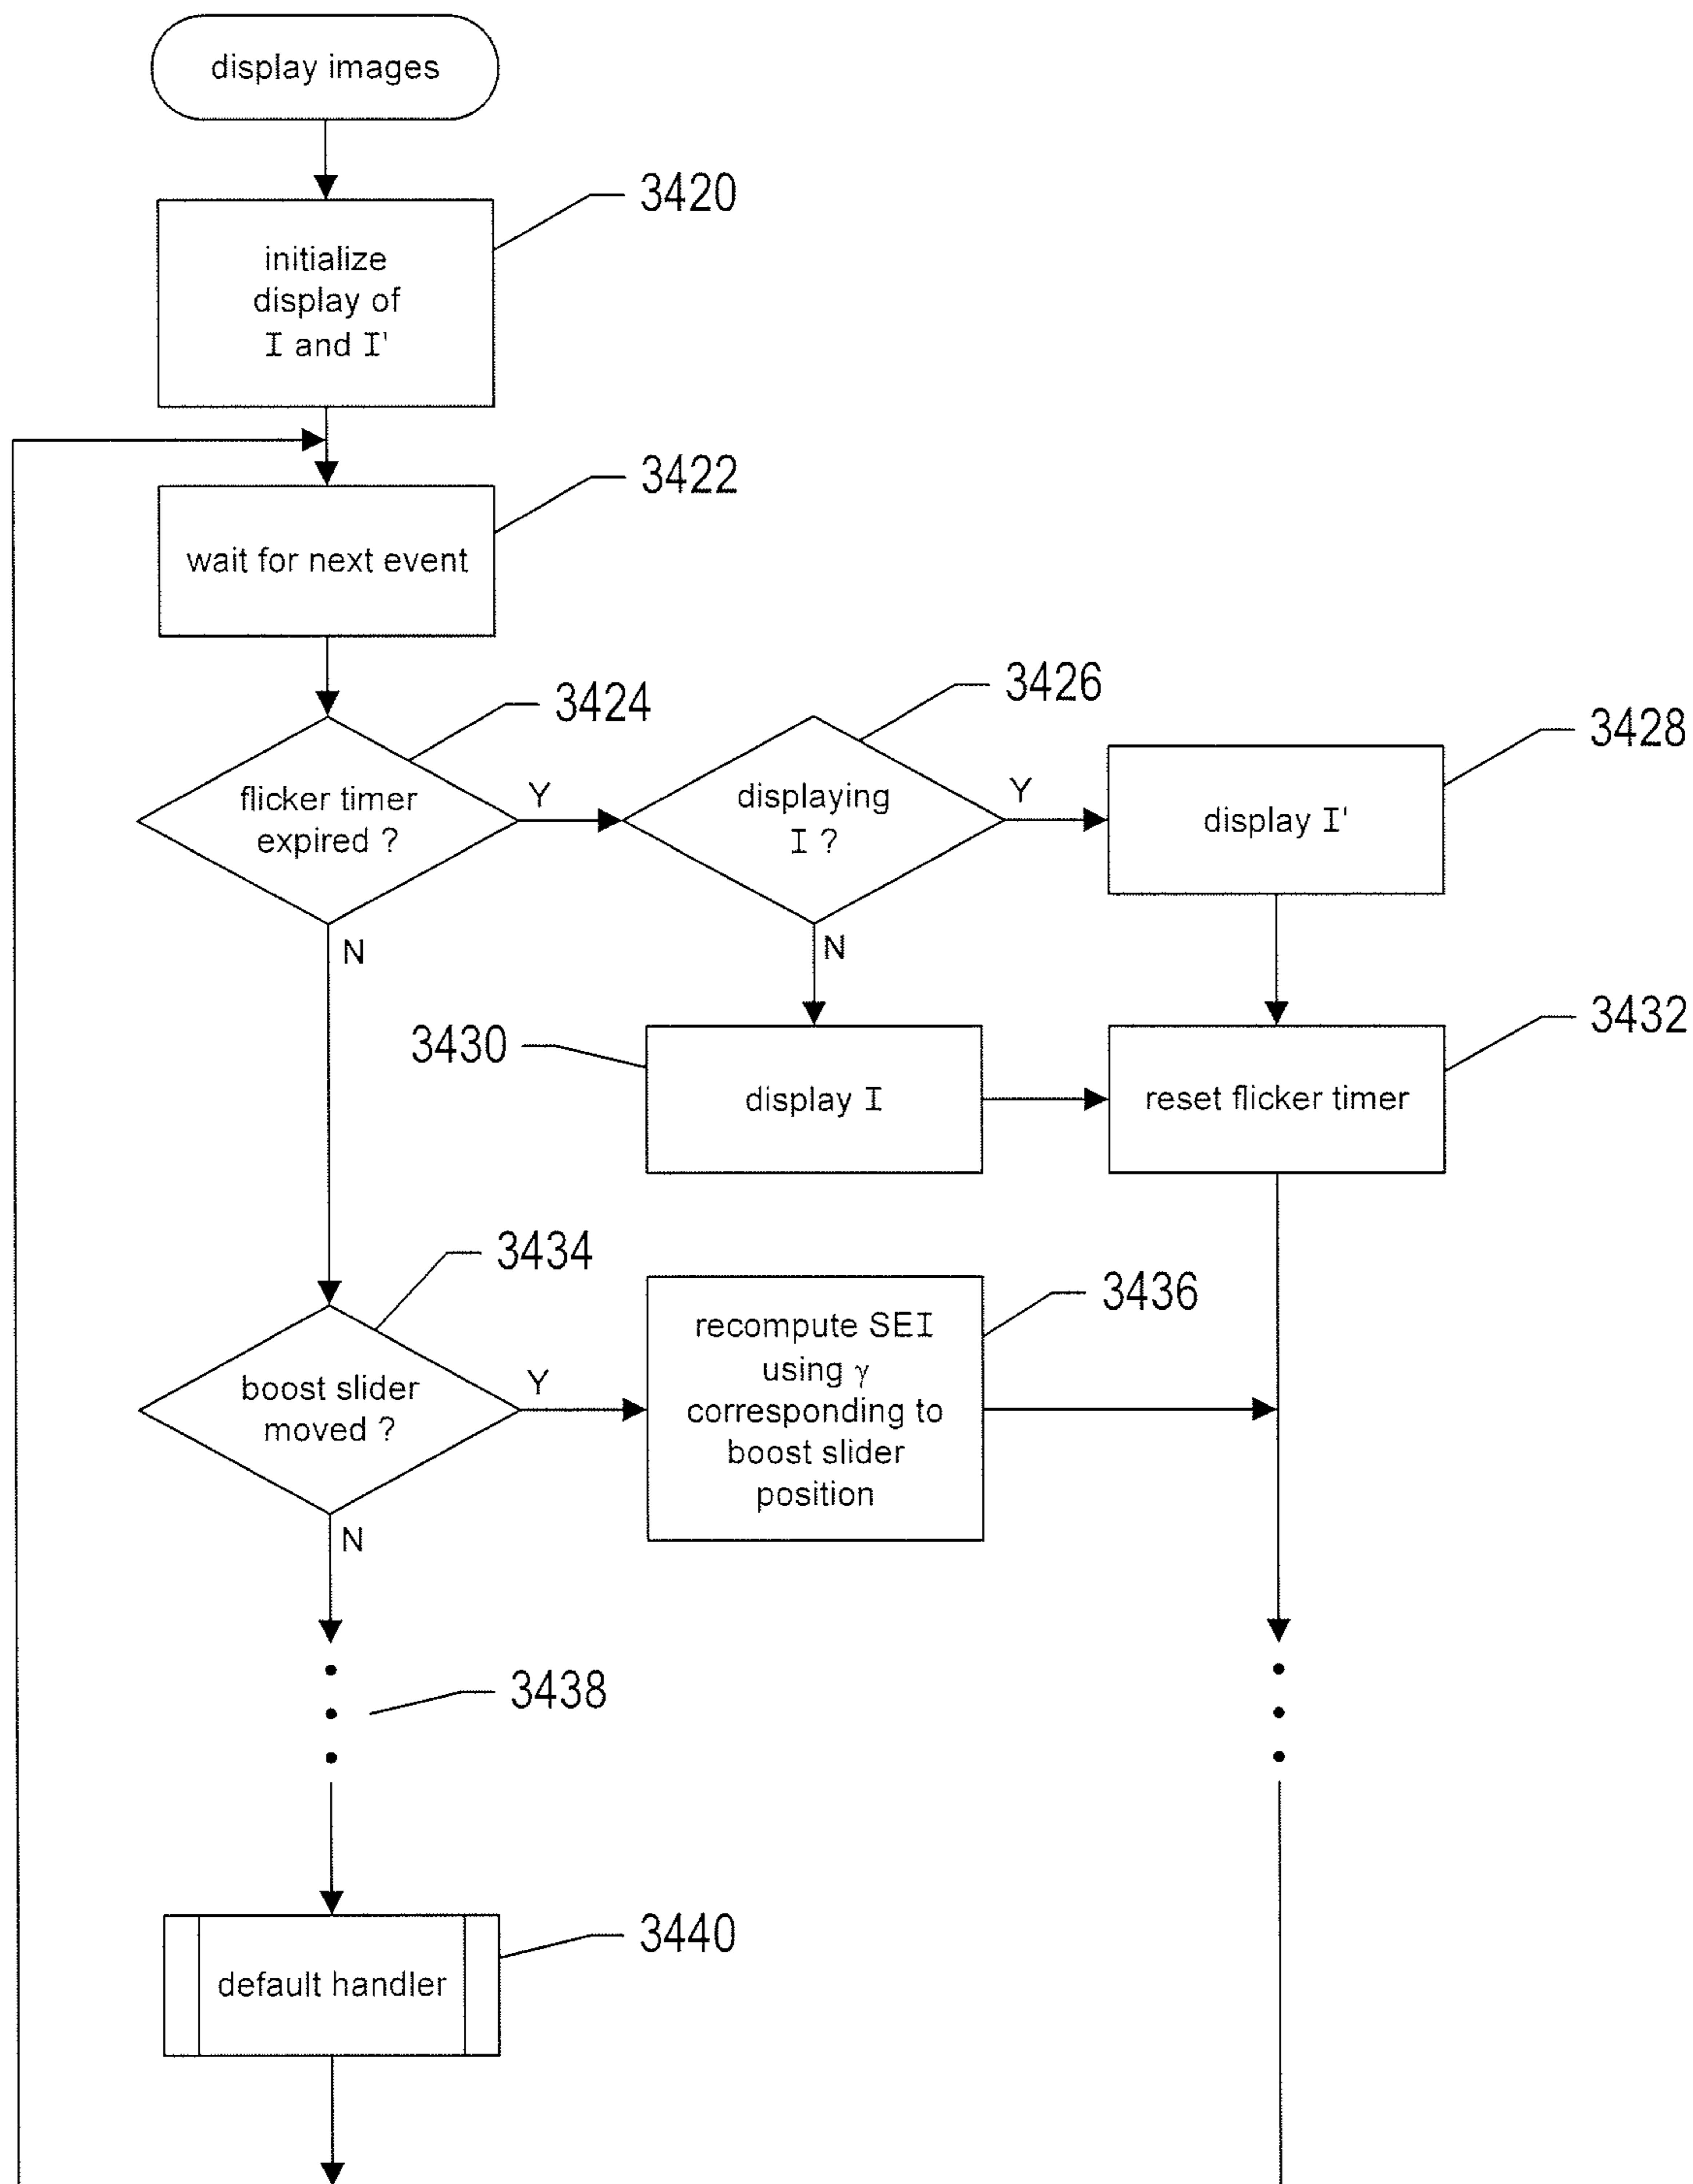 display images
3420
initialize
display of
I and I'
3422
wait for next event
3424
flicker timer
expired ?
Y
N
3426
displaying
I ?
Y
N
3428
display I'
3430
display I
3432
reset flicker timer
3434
boost slider
moved ?
Y
N
3436
recompute SEI
using γ
corresponding to
boost slider
position
3438
3440
default handler